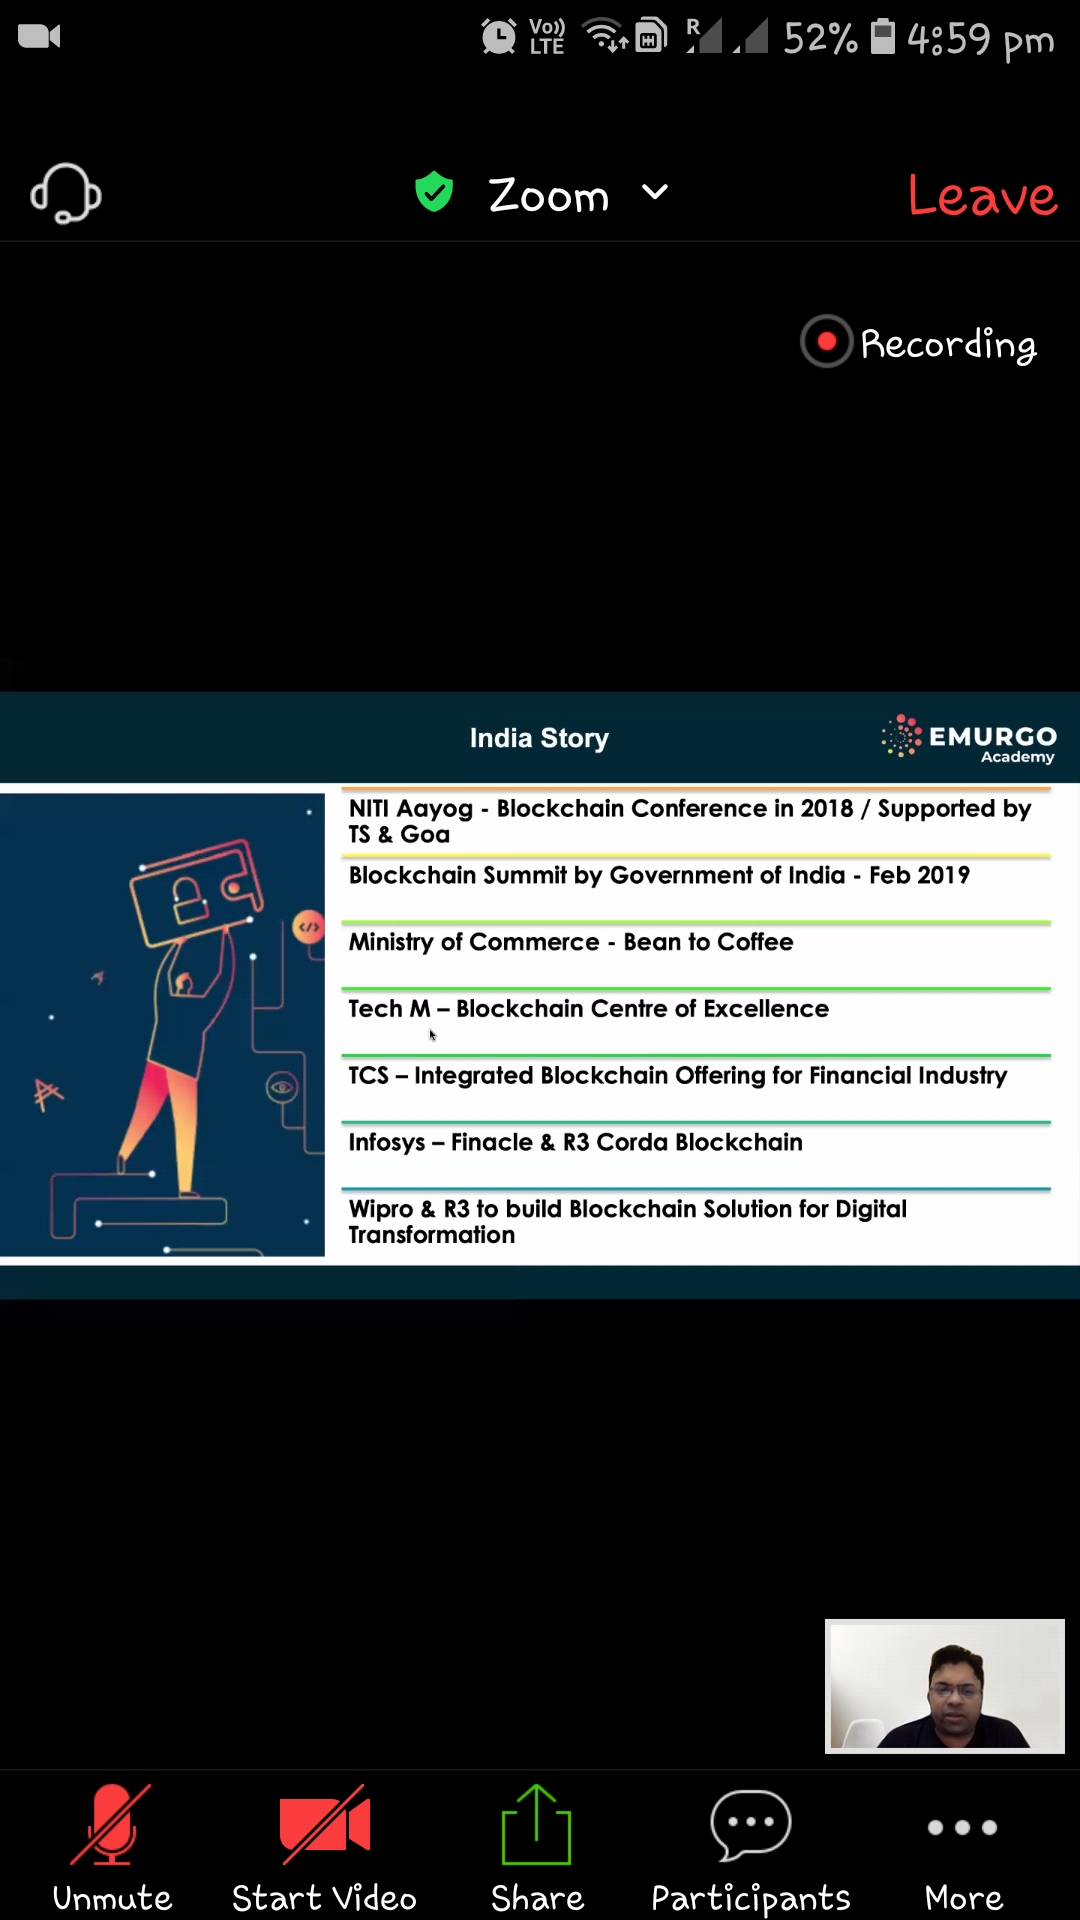 Vo)) LTE R 52% 4:59 pm
Zoom Leave
Recording
India Story
EMURGO
Academy
NITI Aayog - Blockchain Conference in 2018 / Supported by
TS & Goa
Blockchain Summit by Government of India - Feb 2019
Ministry of Commerce - Bean to Coffee
Tech M – Blockchain Centre of Excellence
TCS – Integrated Blockchain Offering for Financial Industry
Infosys – Finacle & R3 Corda Blockchain
Wipro & R3 to build Blockchain Solution for Digital
Transformation
</>
Unmute Start Video Share Participants More